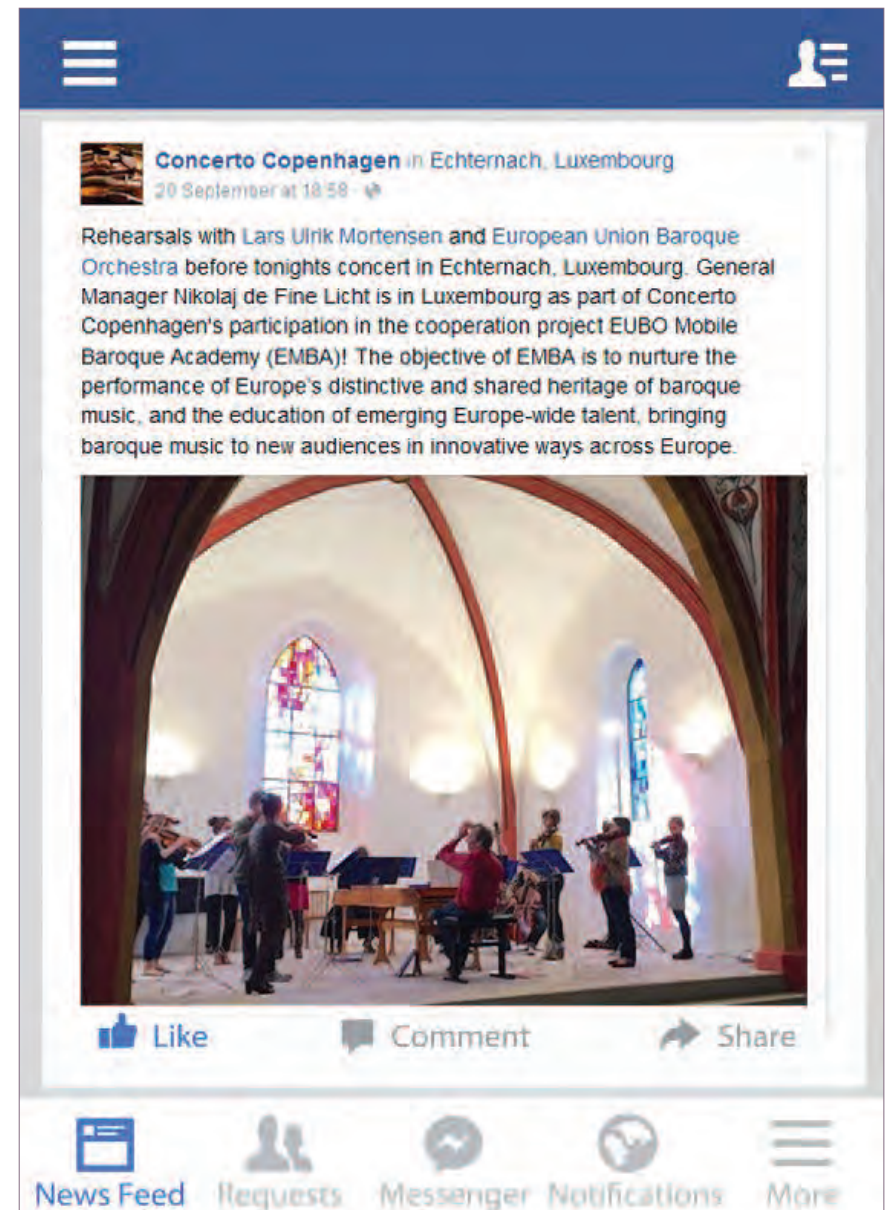 Concerto Copenhagen in Echternach, Luxembourg
20 September at 18:58
Rehearsals with Lars Ulrik Mortensen and European Union Baroque
Orchestra before tonights concert in Echternach, Luxembourg. General
Manager Nikolaj de Fine Licht is in Luxembourg as part of Concerto
Copenhagen's participation in the cooperation project EUBO Mobile
Baroque Academy (EMBA)! The objective of EMBA is to nurture the
performance of Europe's distinctive and shared heritage of baroque
music, and the education of emerging Europe-wide talent, bringing
baroque music to new audiences in innovative ways across Europe.
Like Comment Share
News Feed Requests Messenger Notifications More